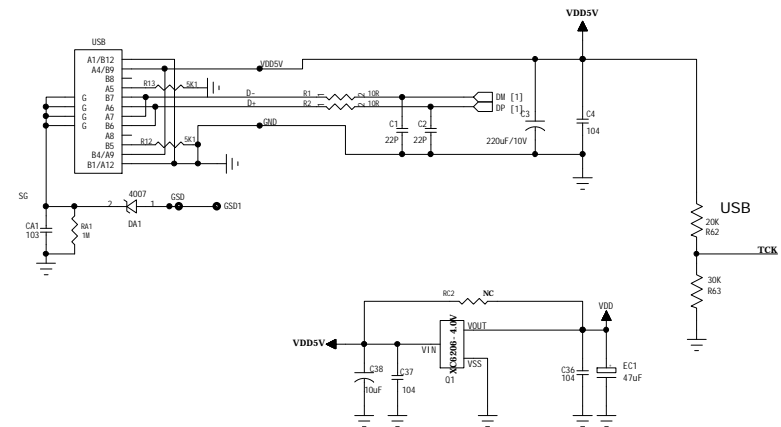 VDD5V
USB
A1/B12
A4/B9
B8
A5
B7
A6
A7
B6
A8
B5
B4/A9
B1/A12
G
G
G
G
R13
5K1
VDD5V
D-
D+
R1
1
2
10R
R2
1
2
10R
DM [1]
DP [1]
GND
C1
22P
C2
22P
C3
220uF/10V
C4
104
R12
5K1
SG
2
4007
1
DA1
GSD
GSD1
CA1
103
RA1
1M
USB
20K
R62
TCK
30K
R63
RC2
NC
VDD5V
VIN
XC6206-4.0V
VOUT
VSS
Q1
VDD
C38
10uF
C37
104
C36
104
EC1
47uF